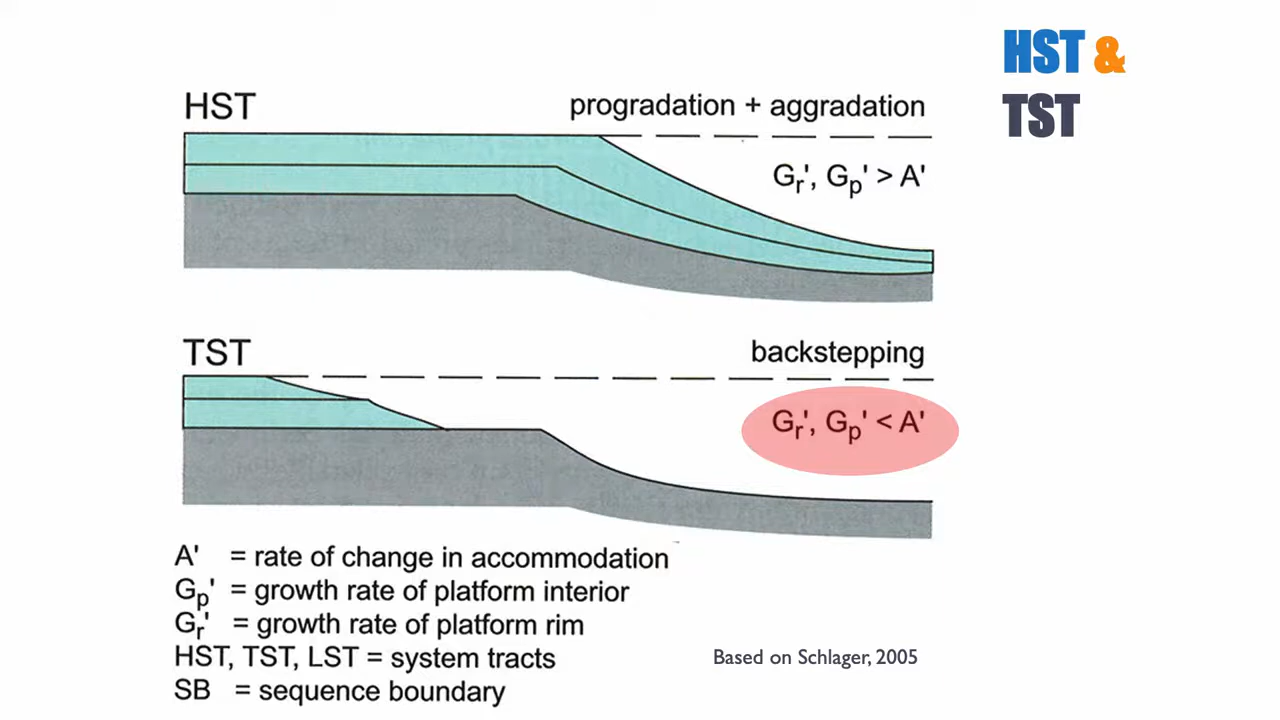 HST &
TST
HST
progradation + aggradation
Gr', Gp' > A'
TST
backstepping
Gr', Gp' < A'
A' = rate of change in accommodation
Gp' = growth rate of platform interior
Gr' = growth rate of platform rim
HST, TST, LST = system tracts
SB = sequence boundary
Based on Schlager, 2005